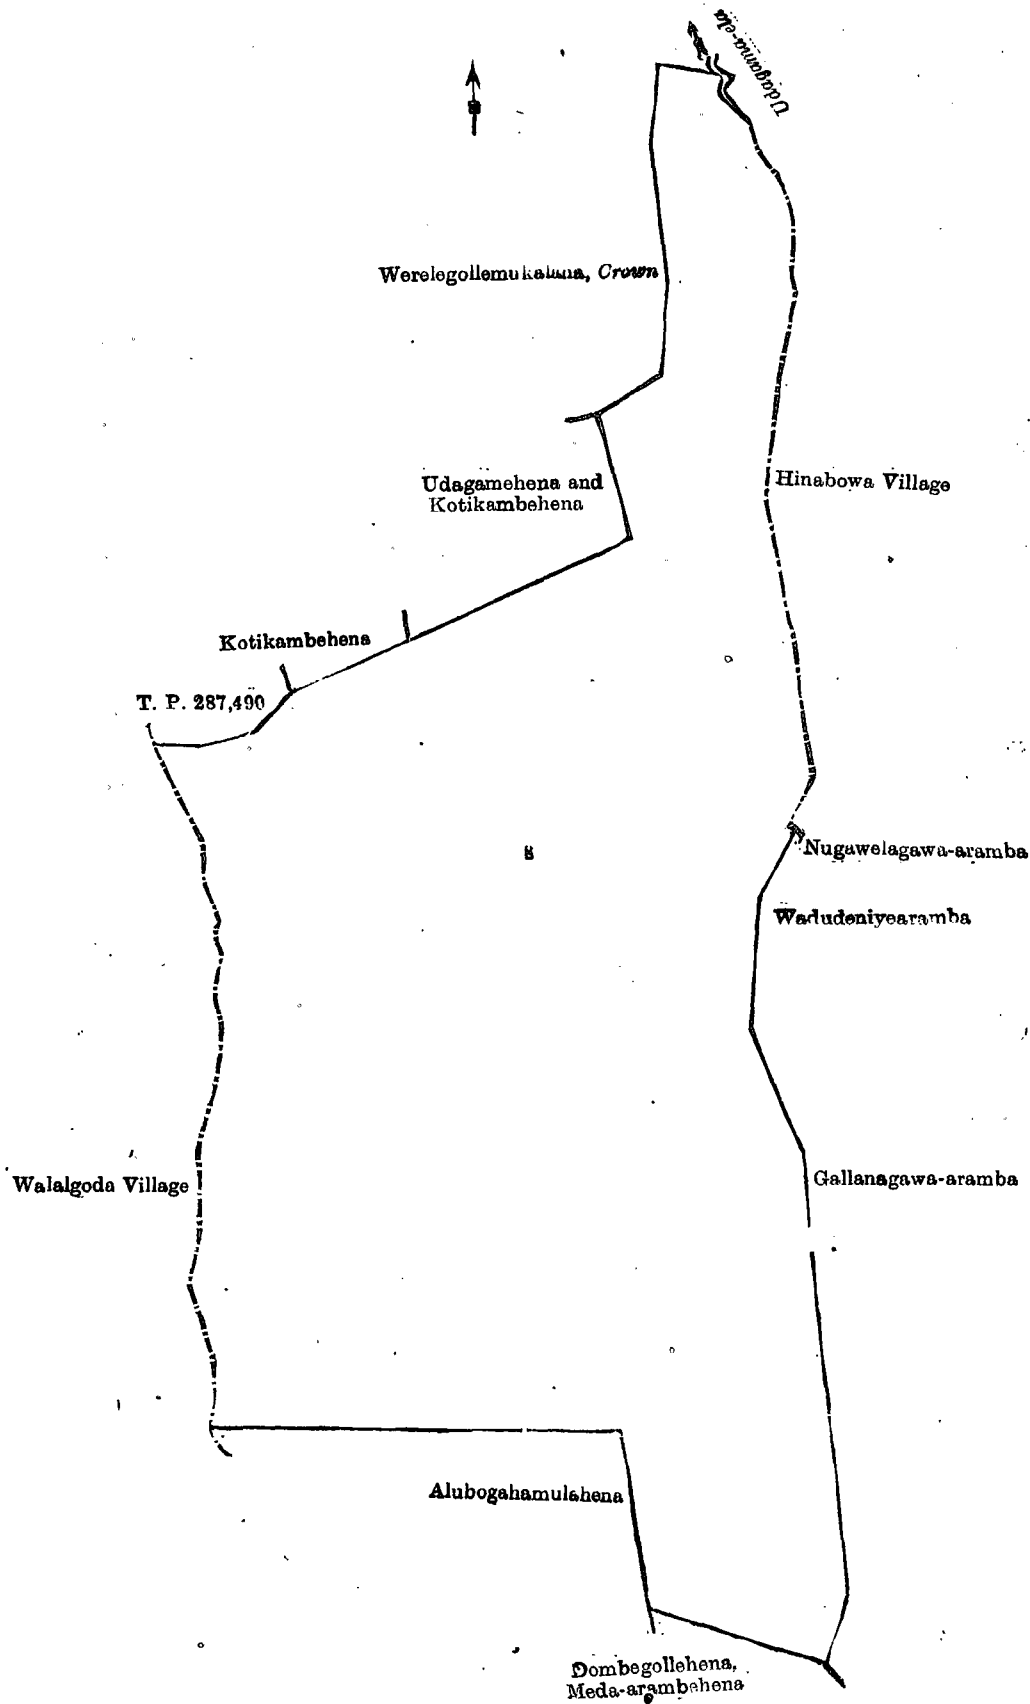 Udagama-ela
Werelegollemukalana, Crown
Udagamehena and
Kotikambehena
Hinabowa Village
Kotikambehena
T. P. 287,490
B
Nugawelagawa-aramba
Wadudeniyearamba
Walalgoda Village
Gallanagawa-aramba
Alubogahamulahena
Dombegollehena,
Meda-arambehena